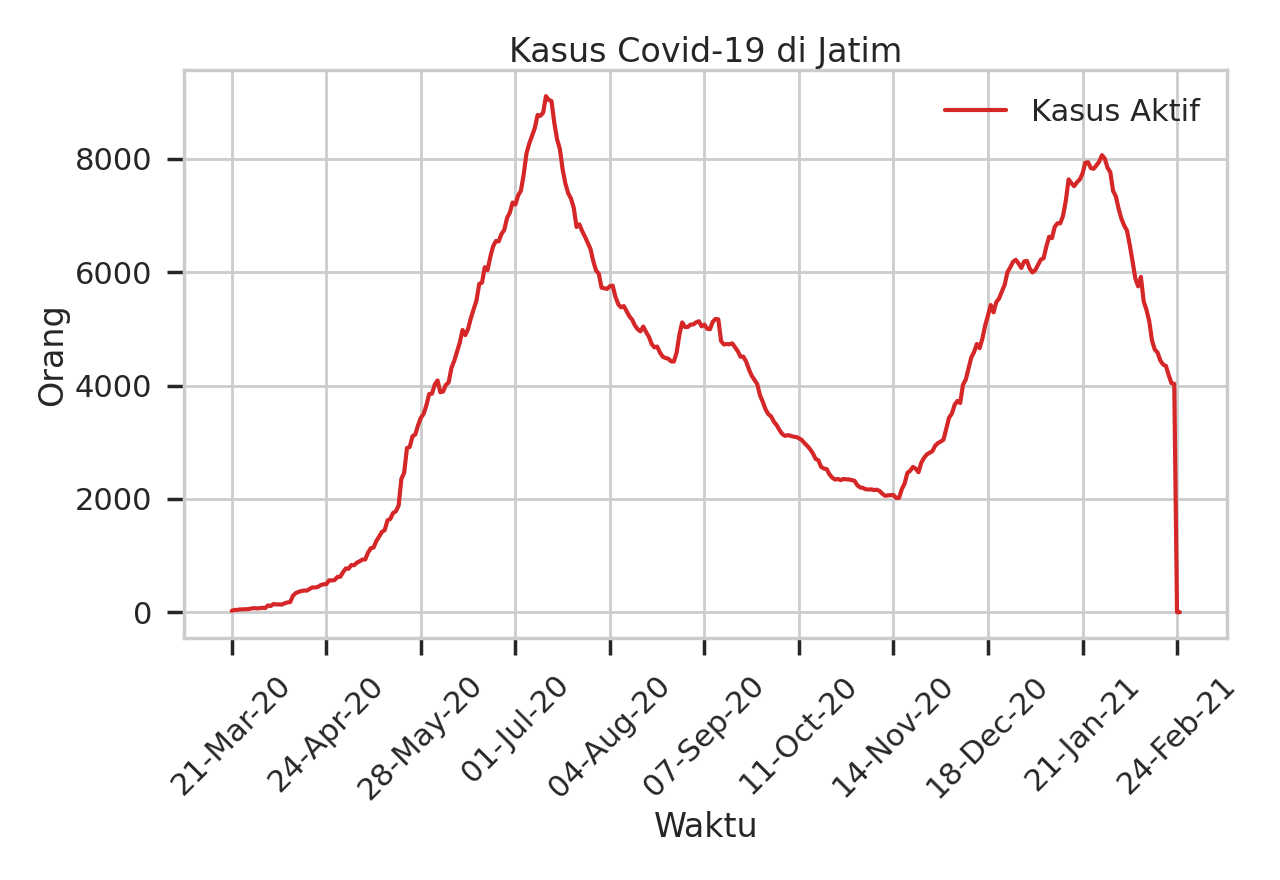 Kasus Covid-19 di Jatim
Kasus Aktif
Orang
8000
6000
4000
2000
0
21-Mar-20
24-Apr-20
28-May-20
01-Jul-20
04-Aug-20
07-Sep-20
11-Oct-20
14-Nov-20
18-Dec-20
21-Jan-21
24-Feb-21
Waktu